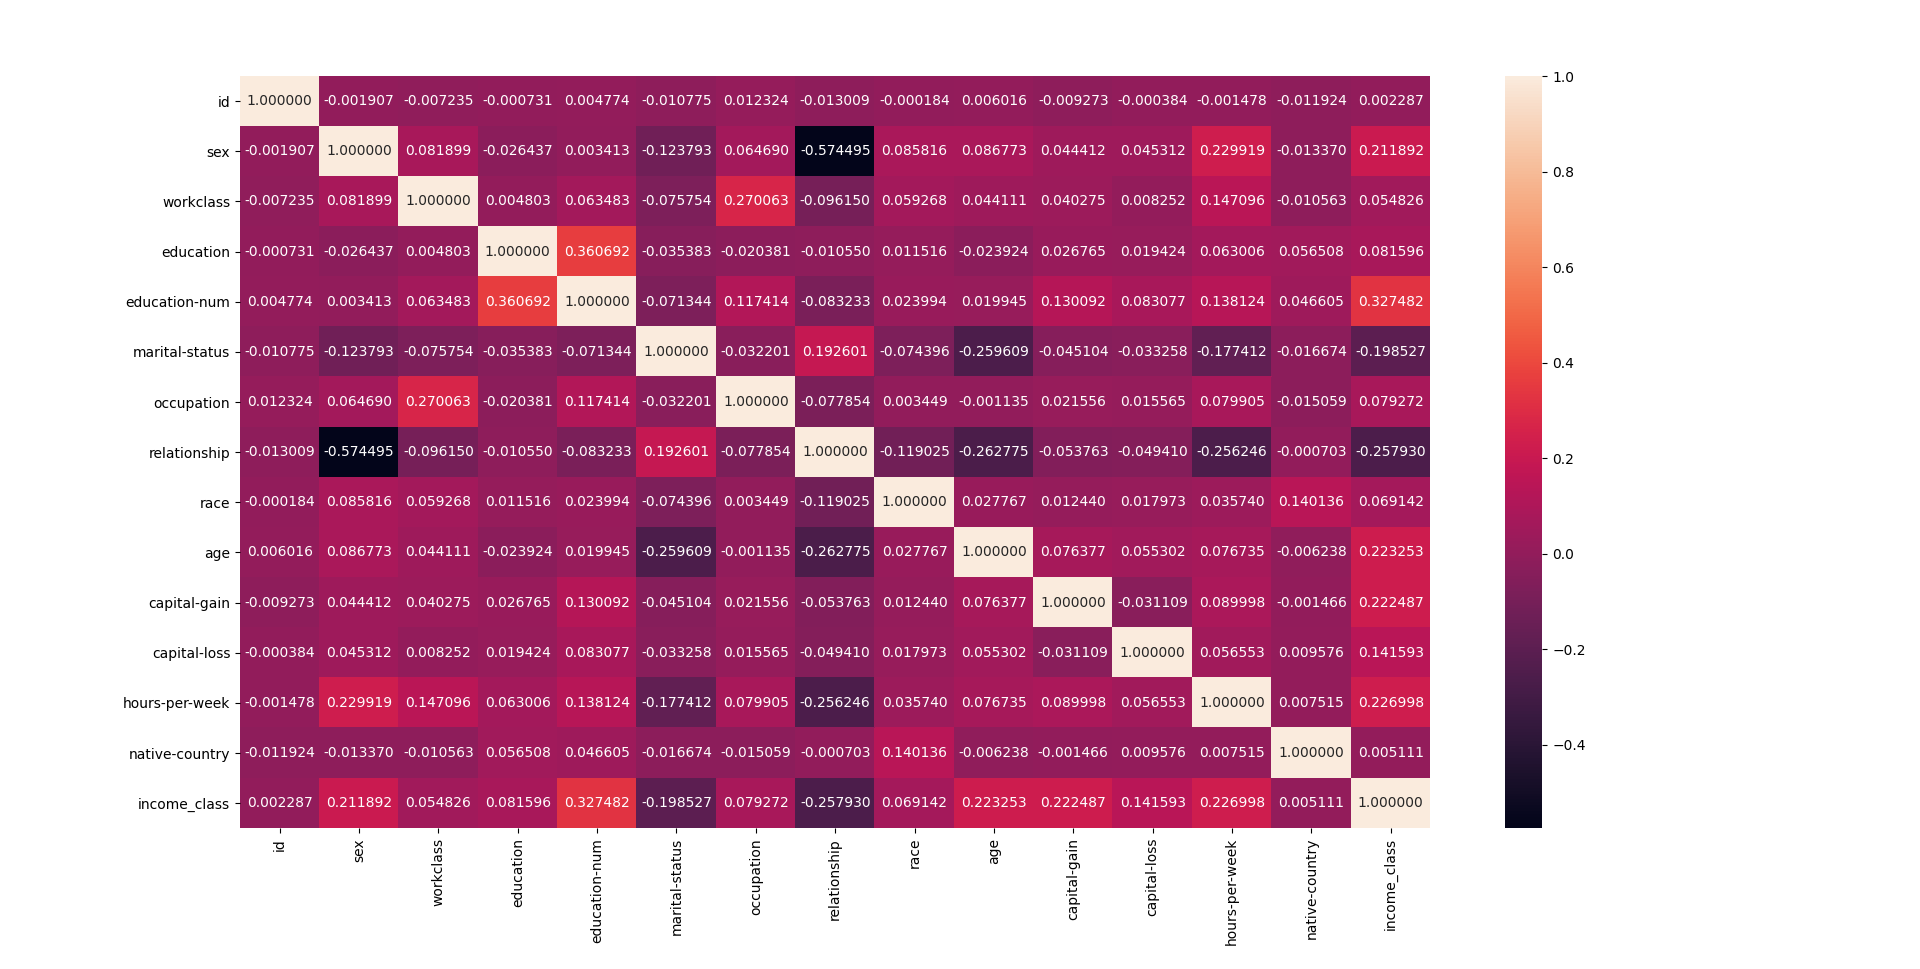 id 1.000000 -0.001907 -0.007235 -0.000731 0.004774 -0.010775 0.012324 -0.013009 -0.000184 0.006016 -0.009273 -0.000384 -0.001478 -0.011924 0.002287
sex -0.001907 1.000000 0.081899 -0.026437 0.003413 -0.123793 0.064690 -0.574495 0.085816 0.086773 0.044412 0.045312 0.229919 -0.013370 0.211892
workclass -0.007235 0.081899 1.000000 0.004803 0.063483 -0.075754 0.270063 -0.096150 0.059268 0.044111 0.040275 0.008252 0.147096 -0.010563 0.054826
education -0.000731 -0.026437 0.004803 1.000000 0.360692 -0.035383 -0.020381 -0.010550 0.011516 -0.023924 0.026765 0.019424 0.063006 0.056508 0.081596
education-num 0.004774 0.003413 0.063483 0.360692 1.000000 -0.071344 0.117414 -0.083233 0.023994 0.019945 0.130092 0.083077 0.138124 0.046605 0.327482
marital-status -0.010775 -0.123793 -0.075754 -0.035383 -0.071344 1.000000 -0.032201 0.192601 -0.074396 -0.259609 -0.045104 -0.033258 -0.177412 -0.016674 -0.198527
occupation 0.012324 0.064690 0.270063 -0.020381 0.117414 -0.032201 1.000000 -0.077854 0.003449 -0.001135 0.021556 0.015565 0.079905 -0.015059 0.079272
relationship -0.013009 -0.574495 -0.096150 -0.010550 -0.083233 0.192601 -0.077854 1.000000 -0.119025 -0.262775 -0.053763 -0.049410 -0.256246 -0.000703 -0.257930
race -0.000184 0.085816 0.059268 0.011516 0.023994 -0.074396 0.003449 -0.119025 1.000000 0.027767 0.012440 0.017973 0.035740 0.140136 0.069142
age 0.006016 0.086773 0.044111 -0.023924 0.019945 -0.259609 -0.001135 -0.262775 0.027767 1.000000 0.076377 0.055302 0.076735 -0.006238 0.223253
capital-gain -0.009273 0.044412 0.040275 0.026765 0.130092 -0.045104 0.021556 -0.053763 0.012440 0.076377 1.000000 -0.031109 0.089998 -0.001466 0.222487
capital-loss -0.000384 0.045312 0.008252 0.019424 0.083077 -0.033258 0.015565 -0.049410 0.017973 0.055302 -0.031109 1.000000 0.056553 0.009576 0.141593
hours-per-week -0.001478 0.229919 0.147096 0.063006 0.138124 -0.177412 0.079905 -0.256246 0.035740 0.076735 0.089998 0.056553 1.000000 0.007515 0.226998
native-country -0.011924 -0.013370 -0.010563 0.056508 0.046605 -0.016674 -0.015059 -0.000703 0.140136 -0.006238 -0.001466 0.009576 0.007515 1.000000 0.005111
income_class 0.002287 0.211892 0.054826 0.081596 0.327482 -0.198527 0.079272 -0.257930 0.069142 0.223253 0.222487 0.141593 0.226998 0.005111 1.000000
id
sex
workclass
education
education-num
marital-status
occupation
relationship
race
age
capital-gain
capital-loss
hours-per-week
native-country
income_class
1.0
0.8
0.6
0.4
0.2
0.0
−0.2
−0.4